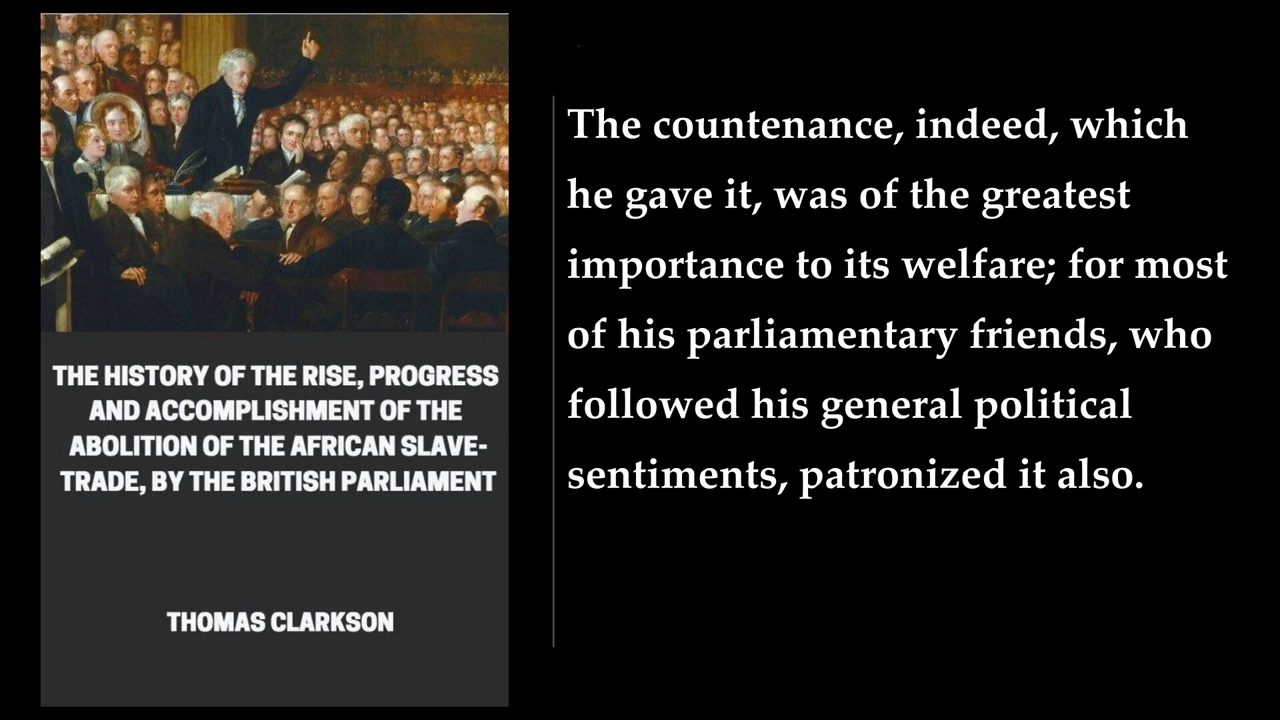 THE HISTORY OF THE RISE, PROGRESS
AND ACCOMPLISHMENT OF THE
ABOLITION OF THE AFRICAN SLAVE-
TRADE, BY THE BRITISH PARLIAMENT
THOMAS CLARKSON
The countenance, indeed, which
he gave it, was of the greatest
importance to its welfare; for most
of his parliamentary friends, who
followed his general political
sentiments, patronized it also.